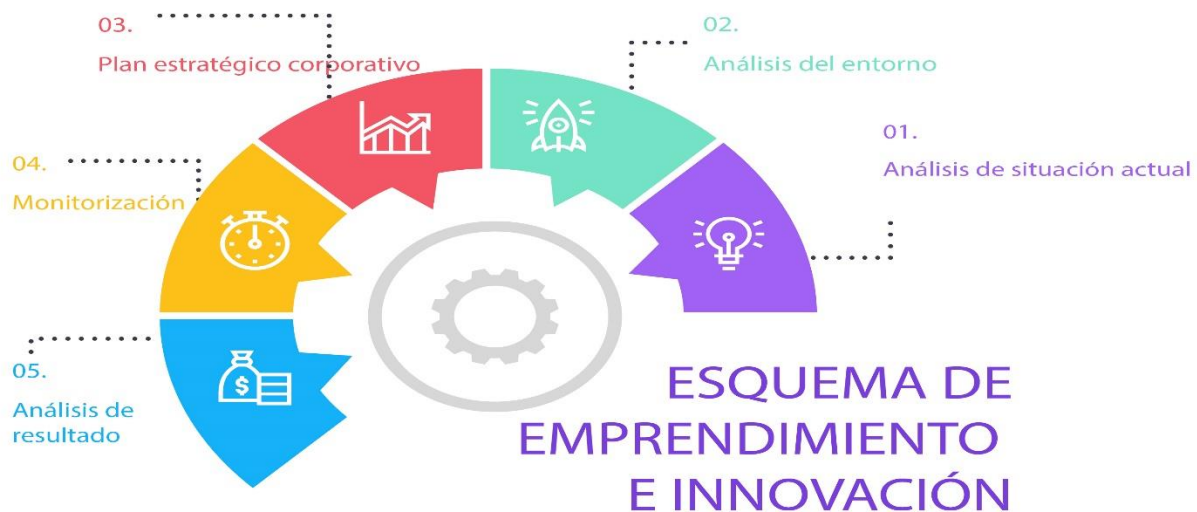 03.
Plan estratégico corporativo
02.
Análisis del entorno
01.
Análisis de situación actual
04.
Monitorización
05.
Análisis de
resultado
$
ESQUEMA DE
EMPRENDIMIENTO
E INNOVACIÓN